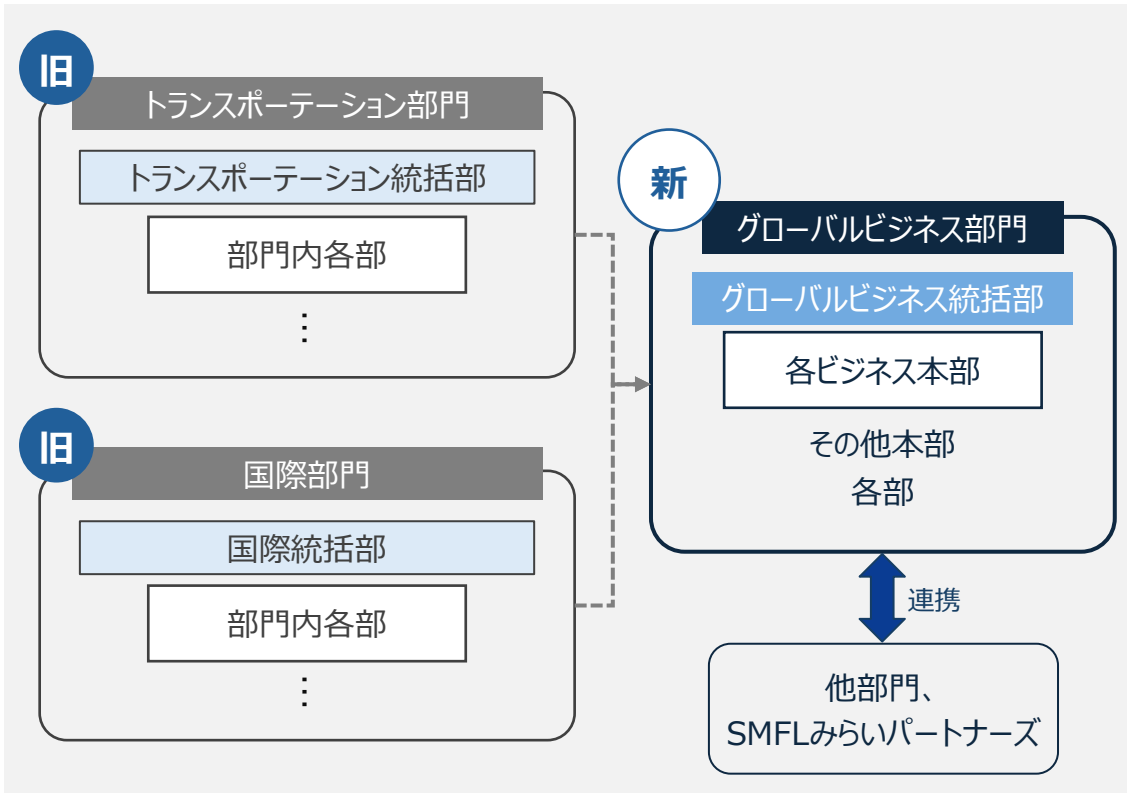 旧
トランスポーテーション部門
トランスポーテーション統括部
部門内各部
⋮
旧
国際部門
国際統括部
部門内各部
⋮
新
グローバルビジネス部門
グローバルビジネス統括部
各ビジネス本部
その他本部
各部
連携
他部門、
SMFLみらいパートナーズ